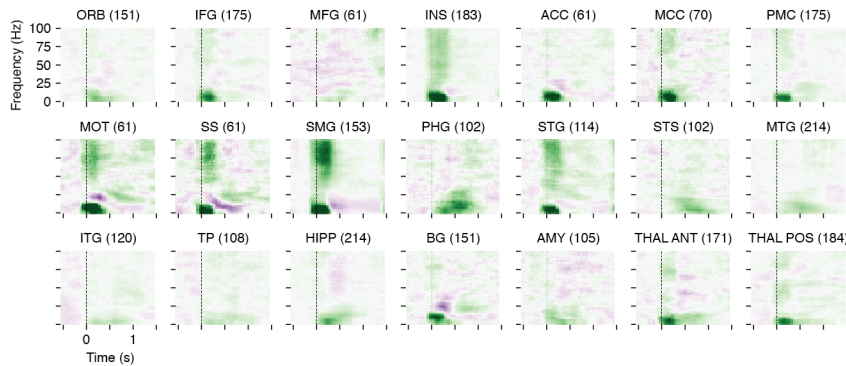 ORB (151) IFG (175) MFG (61) INS (183) ACC (61) MCC (70) PMC (175)
Frequency (Hz)
100
75
50
25
0
MOT (61) SS (61) SMG (153) PHG (102) STG (114) STS (102) MTG (214)
ITG (120) TP (108) HIPP (214) BG (151) AMY (105) THAL ANT (171) THAL POS (184)
0 1
Time (s)